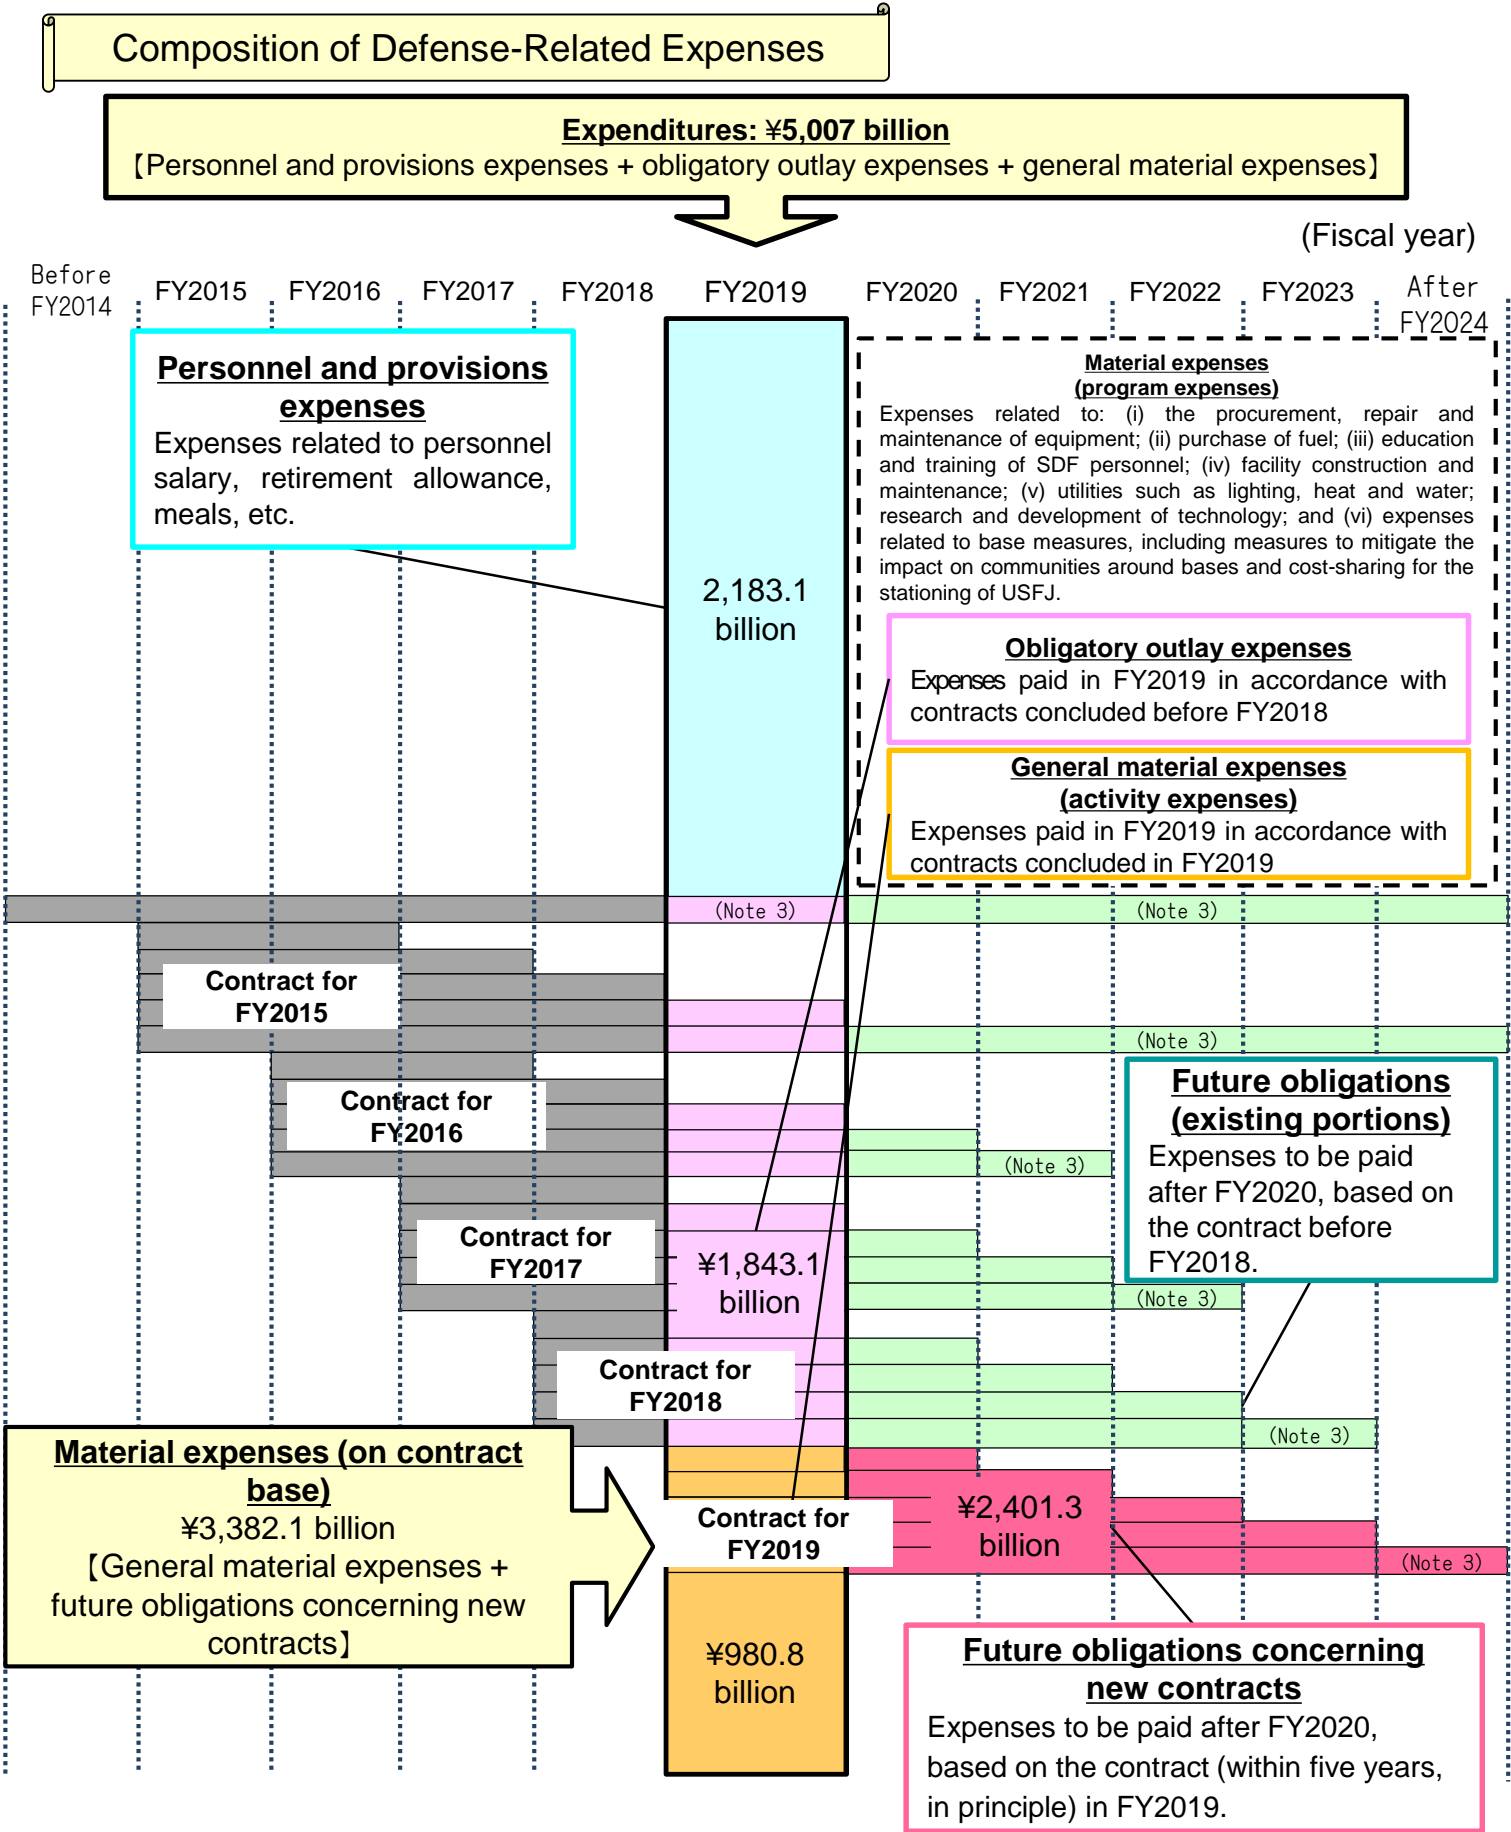 Composition of Defense-Related Expenses
Expenditures: ¥5,007 billion
【Personnel and provisions expenses + obligatory outlay expenses + general material expenses】
(Fiscal year)
Before
FY2014
FY2015
FY2016
FY2017
FY2018
FY2019
FY2020
FY2021
FY2022
FY2023
After
FY2024
Personnel and provisions
expenses
Expenses related to personnel
salary, retirement allowance,
meals, etc.
2,183.1
billion
Material expenses
(program expenses)
Expenses related to: (i) the procurement, repair and
maintenance of equipment; (ii) purchase of fuel; (iii) education
and training of SDF personnel; (iv) facility construction and
maintenance; (v) utilities such as lighting, heat and water;
research and development of technology; and (vi) expenses
related to base measures, including measures to mitigate the
impact on communities around bases and cost-sharing for the
stationing of USFJ.
Obligatory outlay expenses
Expenses paid in FY2019 in accordance with
contracts concluded before FY2018
General material expenses
(activity expenses)
Expenses paid in FY2019 in accordance with
contracts concluded in FY2019
(Note 3)
(Note 3)
Contract for
FY2015
(Note 3)
Contract for
FY2016
(Note 3)
Future obligations
(existing portions)
Expenses to be paid
after FY2020, based on
the contract before
FY2018.
Contract for
FY2017
¥1,843.1
billion
(Note 3)
Contract for
FY2018
(Note 3)
Material expenses (on contract
base)
¥3,382.1 billion
【General material expenses +
future obligations concerning new
contracts】
Contract for
FY2019
¥2,401.3
billion
(Note 3)
¥980.8
billion
Future obligations concerning
new contracts
Expenses to be paid after FY2020,
based on the contract (within five years,
in principle) in FY2019.